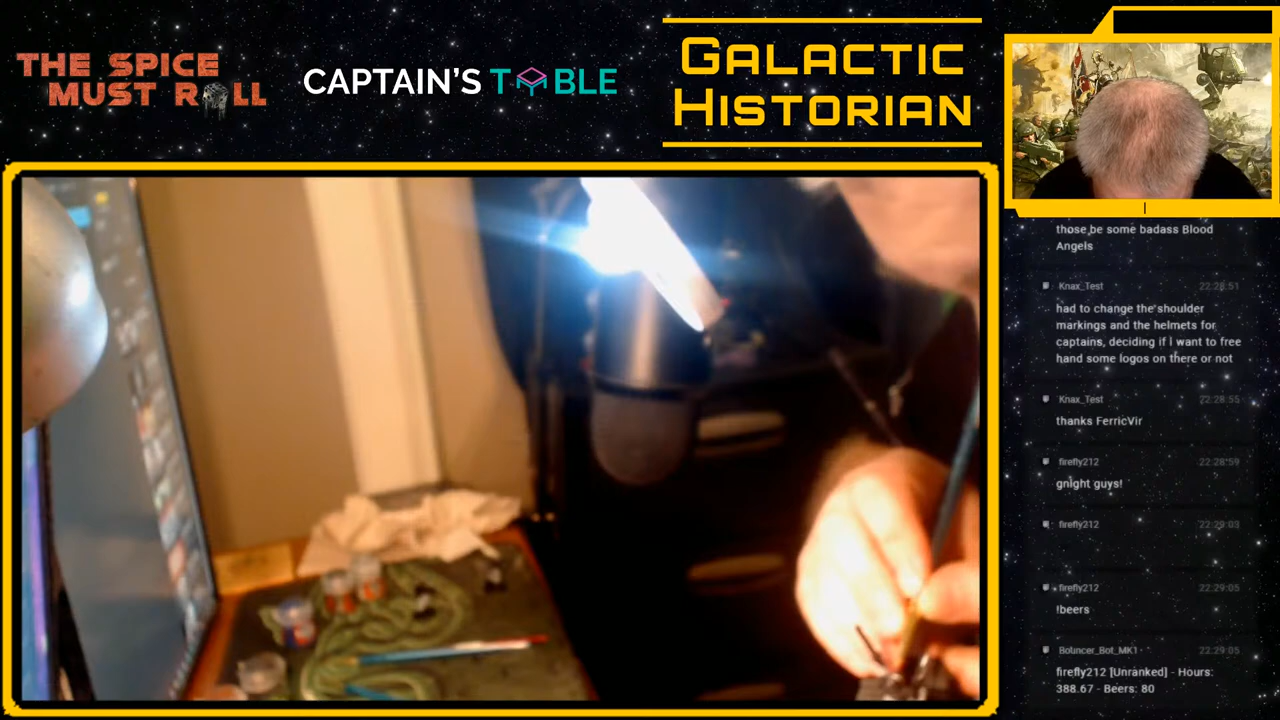 THE SPICE
MUST ROLL
CAPTAIN'S TABLE
GALACTIC
HISTORIAN
those be some badass Blood
Angels
Knax_Test 22:28:51
had to change the shoulder
markings and the helmets for
captains, deciding if I want to free
hand some logos on there or not
Knax_Test 22:28:55
thanks FerricVir
firefly212 22:28:59
gnight guys!
firefly212 22:29:03
firefly212 22:29:05
!beers
Bouncer_Bot_MK1 22:29:05
firefly212 [Unranked] - Hours:
388.67 - Beers: 80